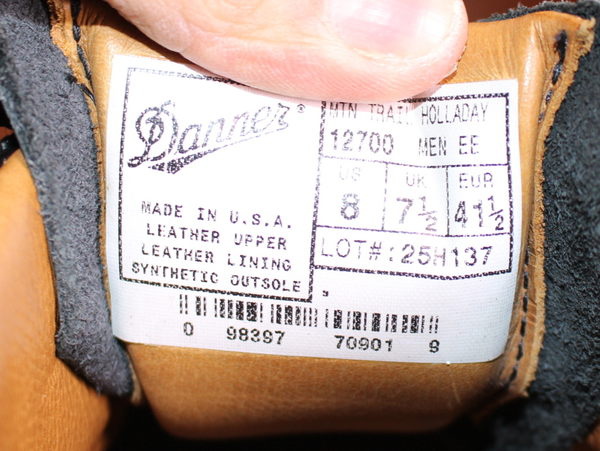 Danner®
MADE IN U.S.A.
LEATHER UPPER
LEATHER LINING
SYNTHETIC OUTSOLE
MTN TRAIL HOLLADAY
12700 MEN EE
US UK EUR
8 7½ 41½
LOT#:25H137
0 98397 70901 9